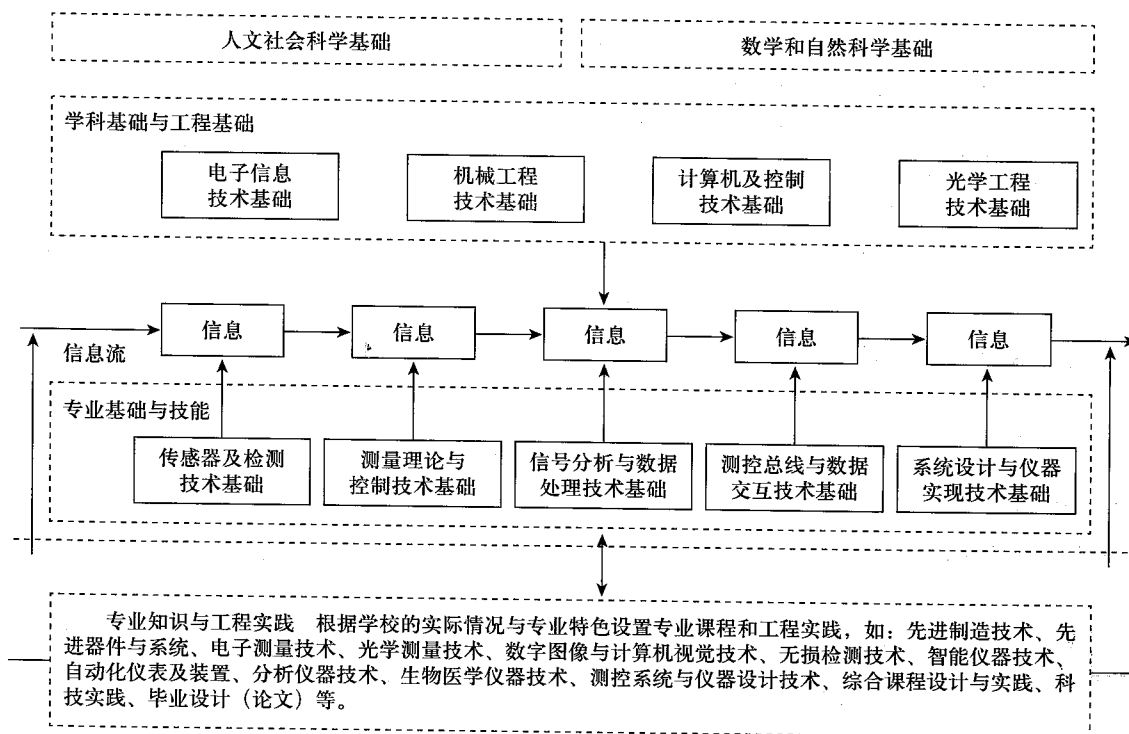 人文社会科学基础
数学和自然科学基础
学科基础与工程基础
电子信息
技术基础
机械工程
技术基础
计算机及控制
技术基础
光学工程
技术基础
信息
信息
信息
信息
信息
信息流
专业基础与技能
传感器及检测
技术基础
测量理论与
控制技术基础
信号分析与数据
处理技术基础
测控总线与数据
交互技术基础
系统设计与仪器
实现技术基础
专业知识与工程实践 根据学校的实际情况与专业特色设置专业课程和工程实践，如：先进制造技术、先
进器件与系统、电子测量技术、光学测量技术、数字图像与计算机视觉技术、无损检测技术、智能仪器技术、
自动化仪表及装置、分析仪器技术、生物医学仪器技术、测控系统与仪器设计技术、综合课程设计与实践、科
技实践、毕业设计（论文）等。